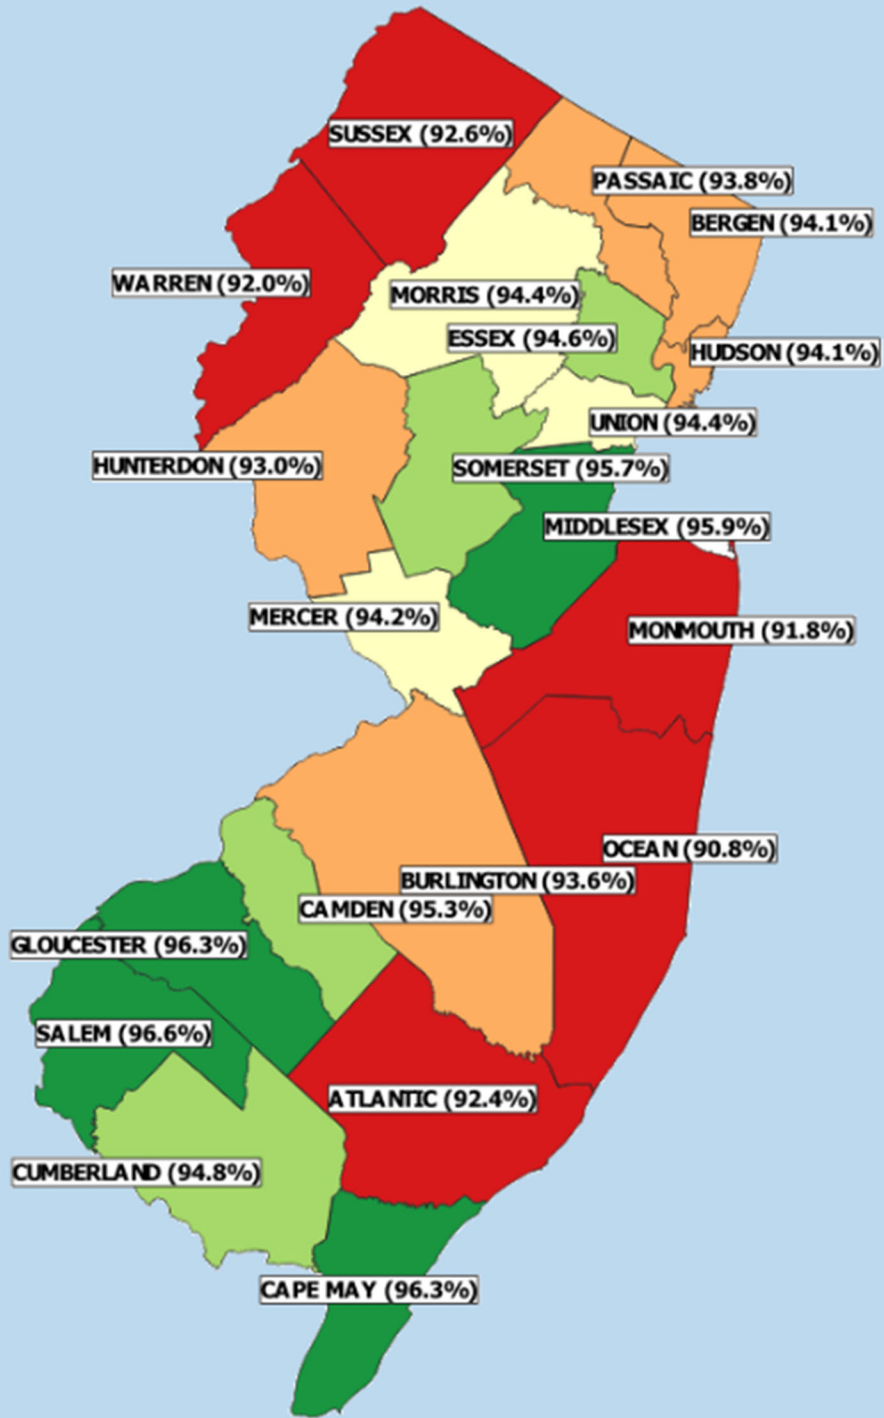 SUSSEX (92.6%)
PASSAIC (93.8%)
BERGEN (94.1%)
WARREN (92.0%)
MORRIS (94.4%)
ESSEX (94.6%)
HUDSON (94.1%)
UNION (94.4%)
HUNTERDON (93.0%)
SOMERSET (95.7%)
MIDDLESEX (95.9%)
MERCER (94.2%)
MONMOUTH (91.8%)
OCEAN (90.8%)
BURLINGTON (93.6%)
CAMDEN (95.3%)
GLOUCESTER (96.3%)
SALEM (96.6%)
ATLANTIC (92.4%)
CUMBERLAND (94.8%)
CAPE MAY (96.3%)